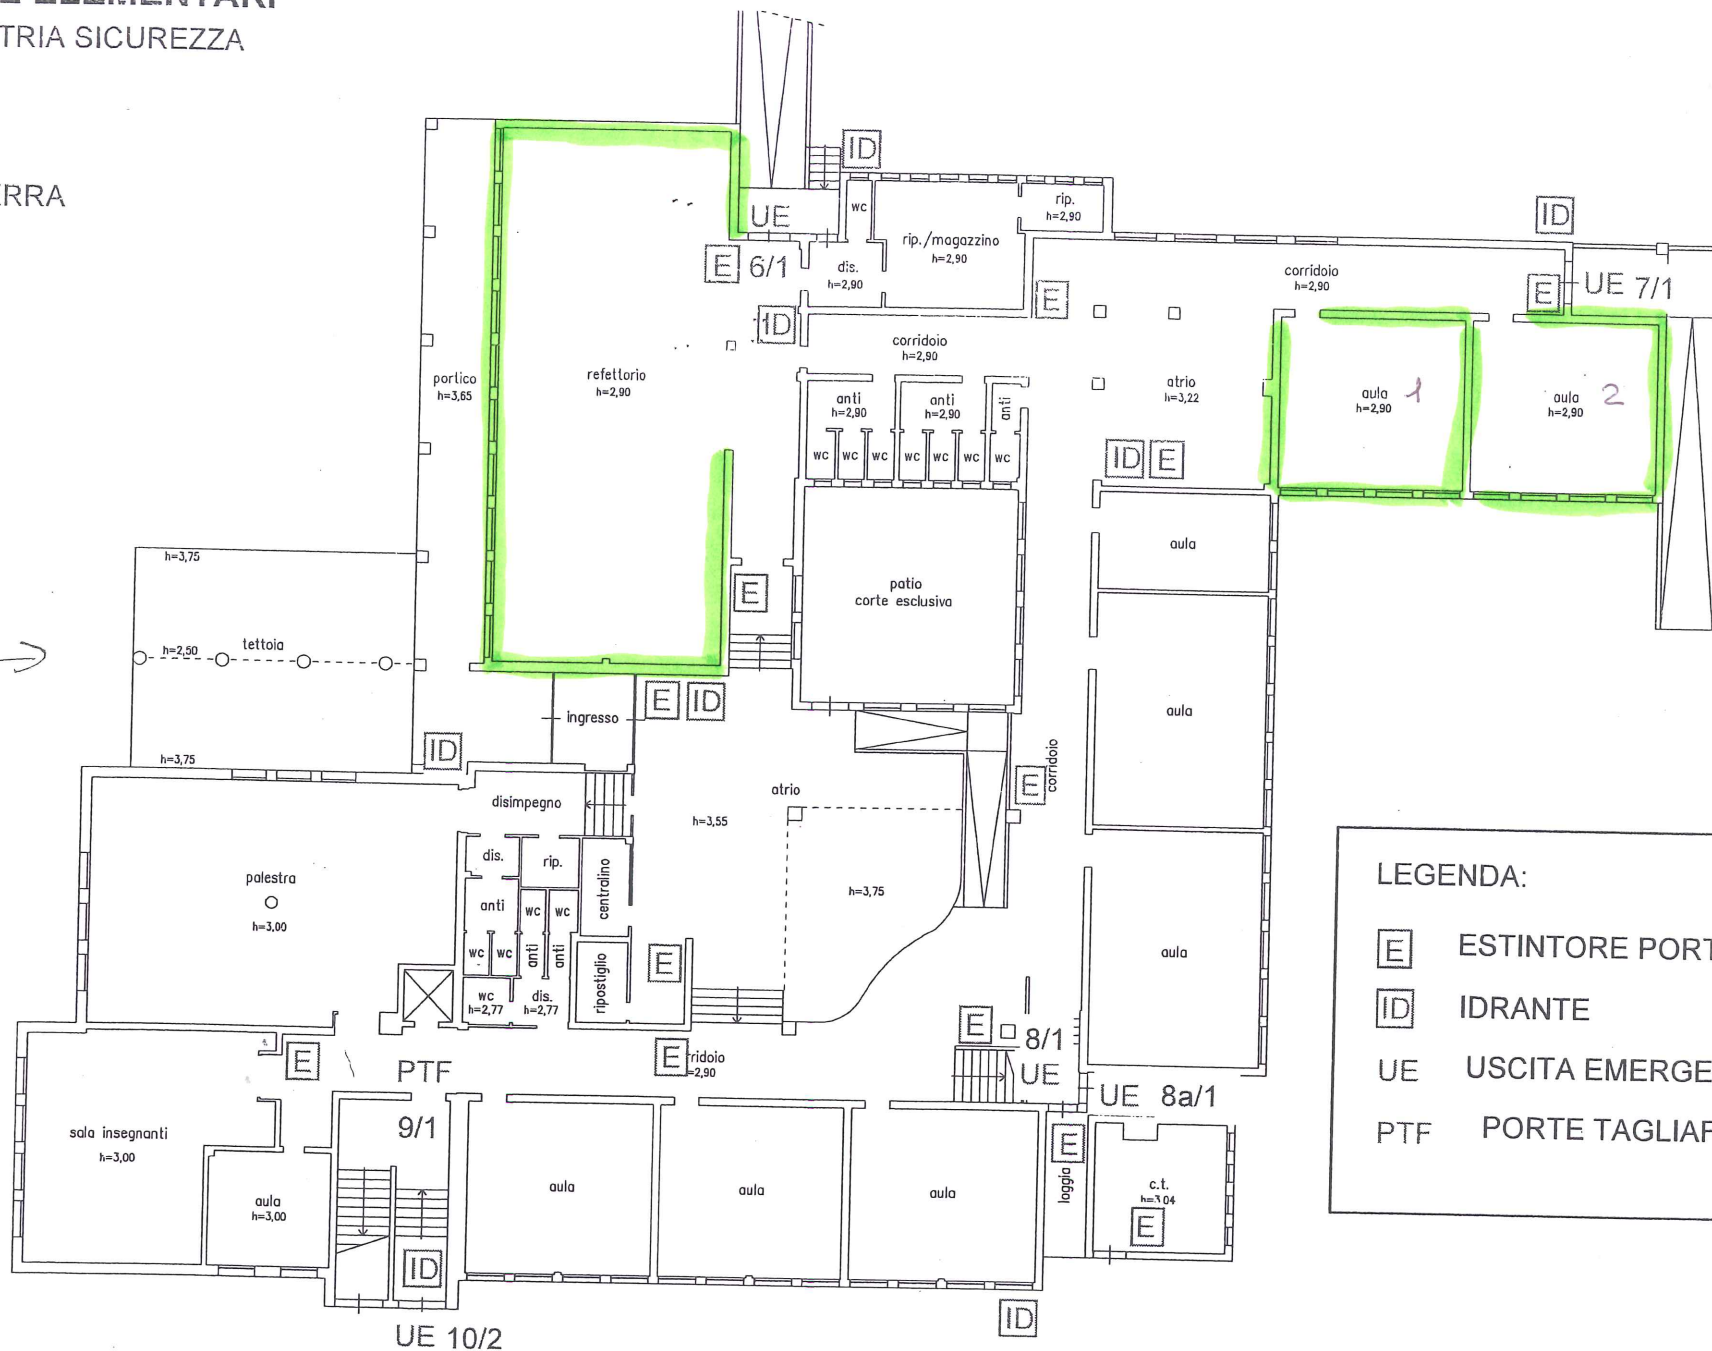 TRIA SICUREZZA
ERRA
ID
UE
wc
rip.
h=2,90
ID
rip./magazzino
h=2,90
E
6/1
dis.
h=2,90
corridoio
h=2,90
E
UE 7/1
E
ID
corridoio
h=2,90
portico
h=3,65
refettorio
h=2,90
atrio
h=3,22
aula
h=2,90
1
aula
h=2,90
2
anti
h=2,90
anti
h=2,90
anti
wc
wc
wc
wc
wc
wc
wc
ID
E
aula
h=3,75
patio
corte esclusiva
E
h=2,50
tettoia
E
ID
ingresso
aula
ID
h=3,75
corridoio
E
disimpegno
atrio
h=3,55
dis.
rip.
centralino
palestra
h=3,00
h=3,75
anti
wc
wc
wc
wc
anti
anti
ripostiglio
E
wc
h=2,77
dis.
h=2,77
aula
LEGENDA:
E ESTINTORE PORT
ID IDRANTE
UE USCITA EMERGE
PTF PORTE TAGLIAF
E
PTF
E
ridoio
=2,90
E
8/1
UE
UE 8a/1
9/1
sala insegnanti
h=3,00
E
aula
h=3,00
aula
aula
aula
loggia
c.t.
h=3,04
E
ID
ID
UE 10/2